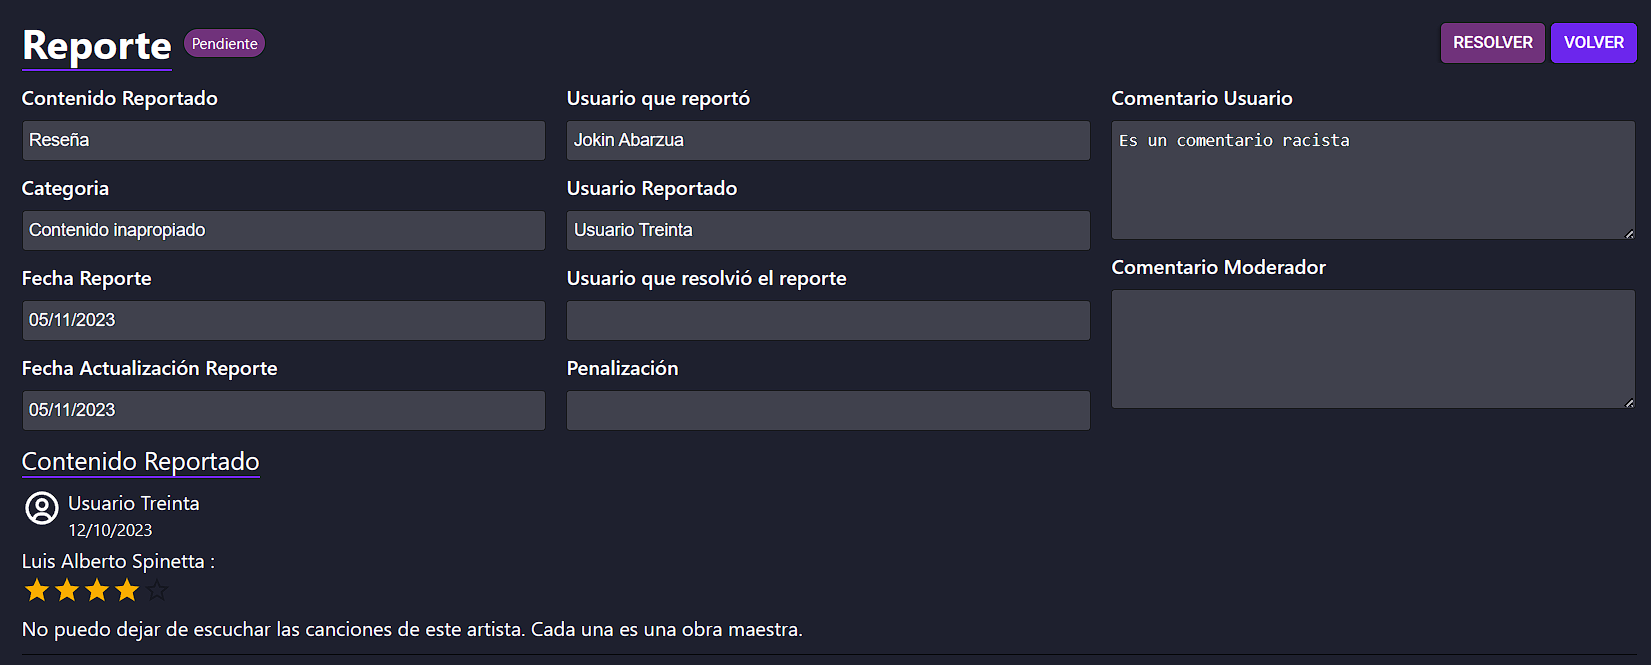 Reporte Pendiente
RESOLVER VOLVER
Contenido Reportado
Reseña
Categoria
Contenido inapropiado
Fecha Reporte
05/11/2023
Fecha Actualización Reporte
05/11/2023
Usuario que reportó
Jokin Abarzua
Usuario Reportado
Usuario Treinta
Usuario que resolvió el reporte
Penalización
Comentario Usuario
Es un comentario racista
Comentario Moderador
Contenido Reportado
Usuario Treinta
12/10/2023
Luis Alberto Spinetta :
No puedo dejar de escuchar las canciones de este artista. Cada una es una obra maestra.